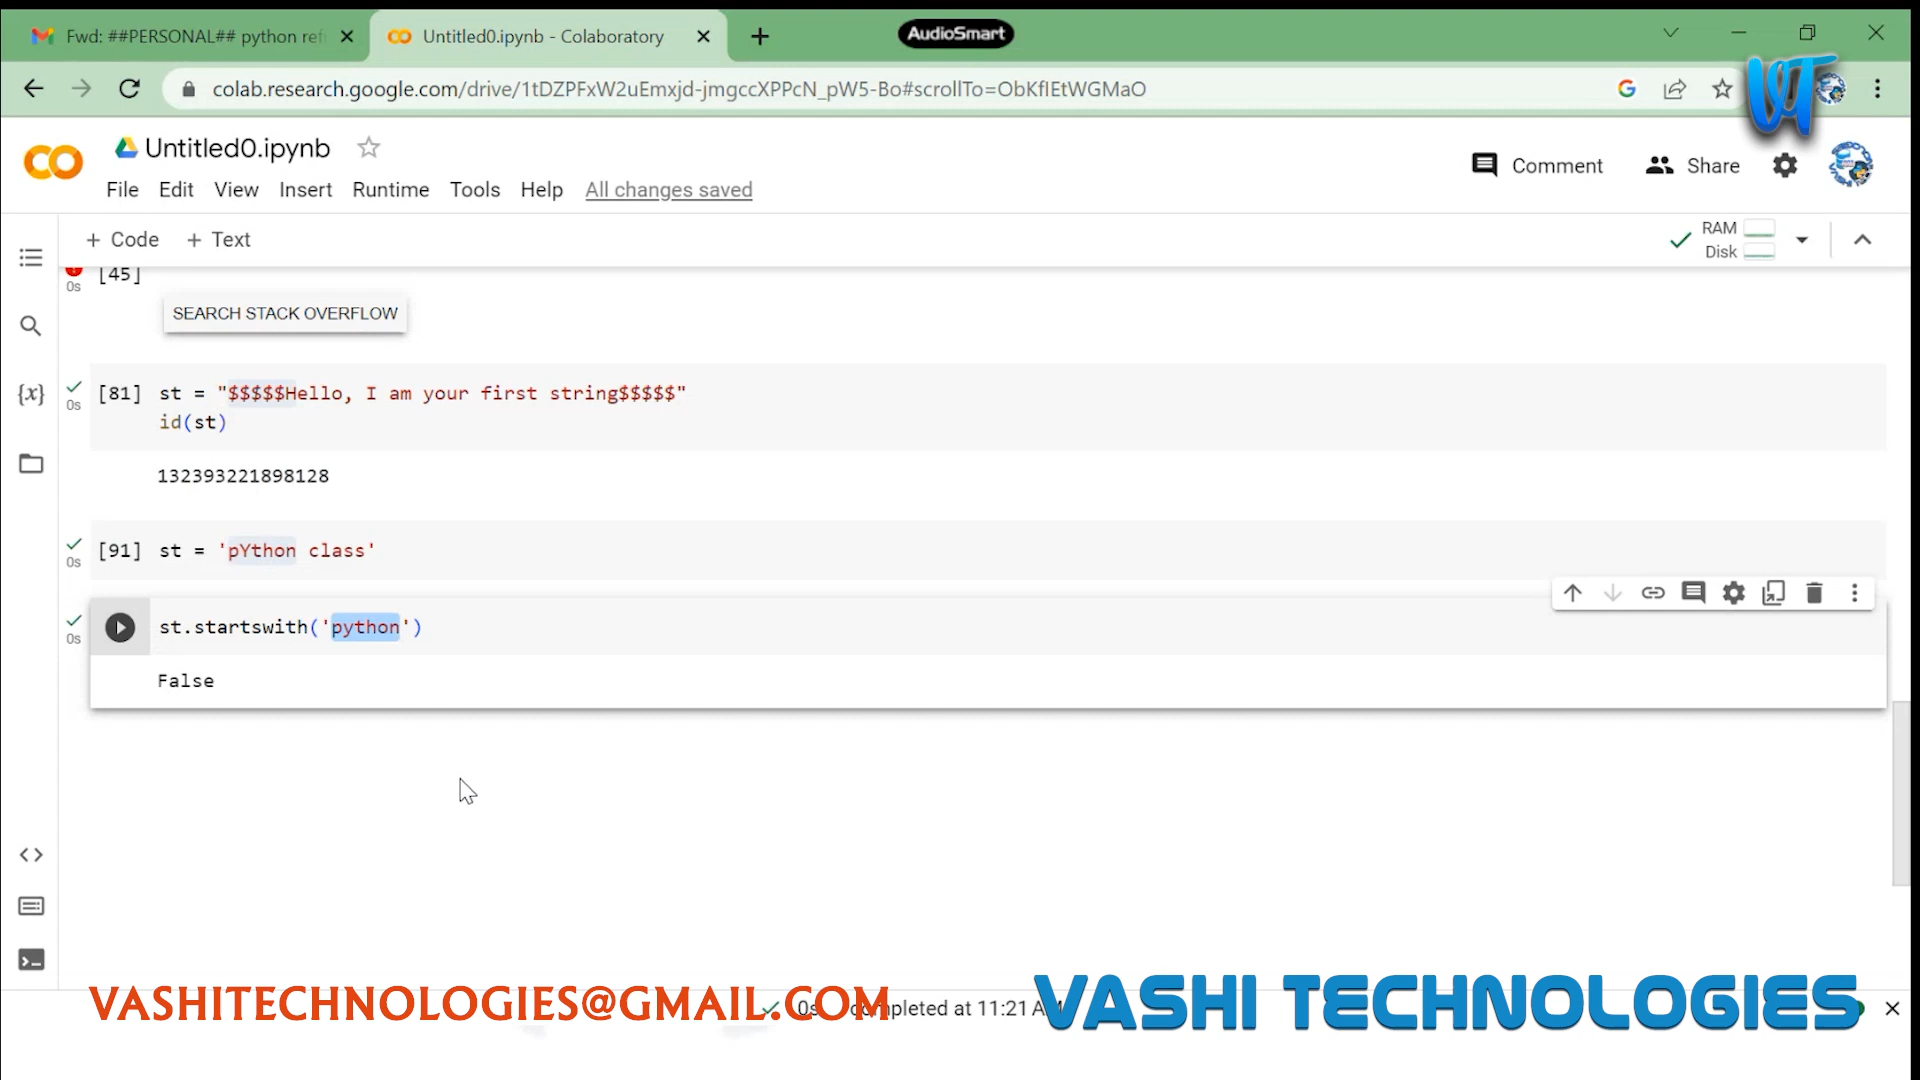 Fwd: ##PERSONAL## python ref
Untitled0.ipynb - Colaboratory
AudioSmart
colab.research.google.com/drive/1tDZPFxW2uEmxjd-jmgccXPPcN_pW5-Bo#scrollTo=ObKfIEtWGMaO
Untitled0.ipynb
Comment
Share
File Edit View Insert Runtime Tools Help All changes saved
+ Code + Text
RAM
Disk
[45]
0s
SEARCH STACK OVERFLOW
[81] st = "$$$$$Hello, I am your first string$$$$$"
0s
id(st)
132393221898128
[91] st = 'pYthon class'
0s
st.startswith('python')
0s
False
VASHITECHNOLOGIES@GMAIL.COM
0s completed at 11:21 AM
VASHI TECHNOLOGIES